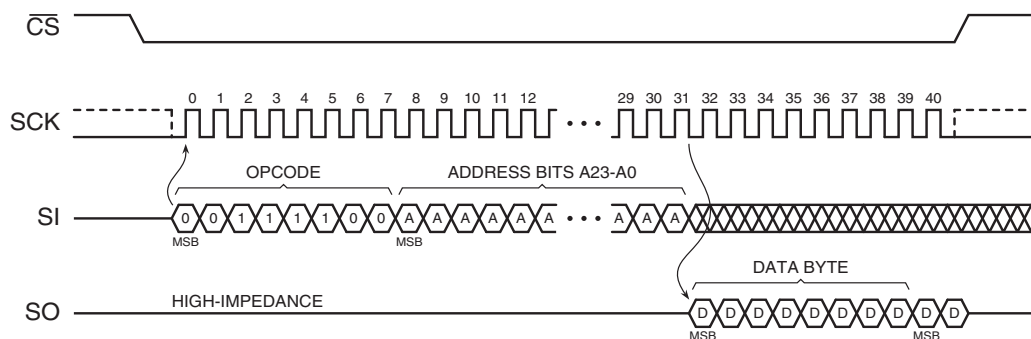 CS
SCK
0 1 2 3 4 5 6 7 8 9 10 11 12 • • • 29 30 31 32 33 34 35 36 37 38 39 40
OPCODE
ADDRESS BITS A23-A0
SI
0 0 1 1 1 1 0 0 A A A A A A • • • A A A
MSB MSB
DATA BYTE
HIGH-IMPEDANCE
SO
D D D D D D D D D D
MSB MSB